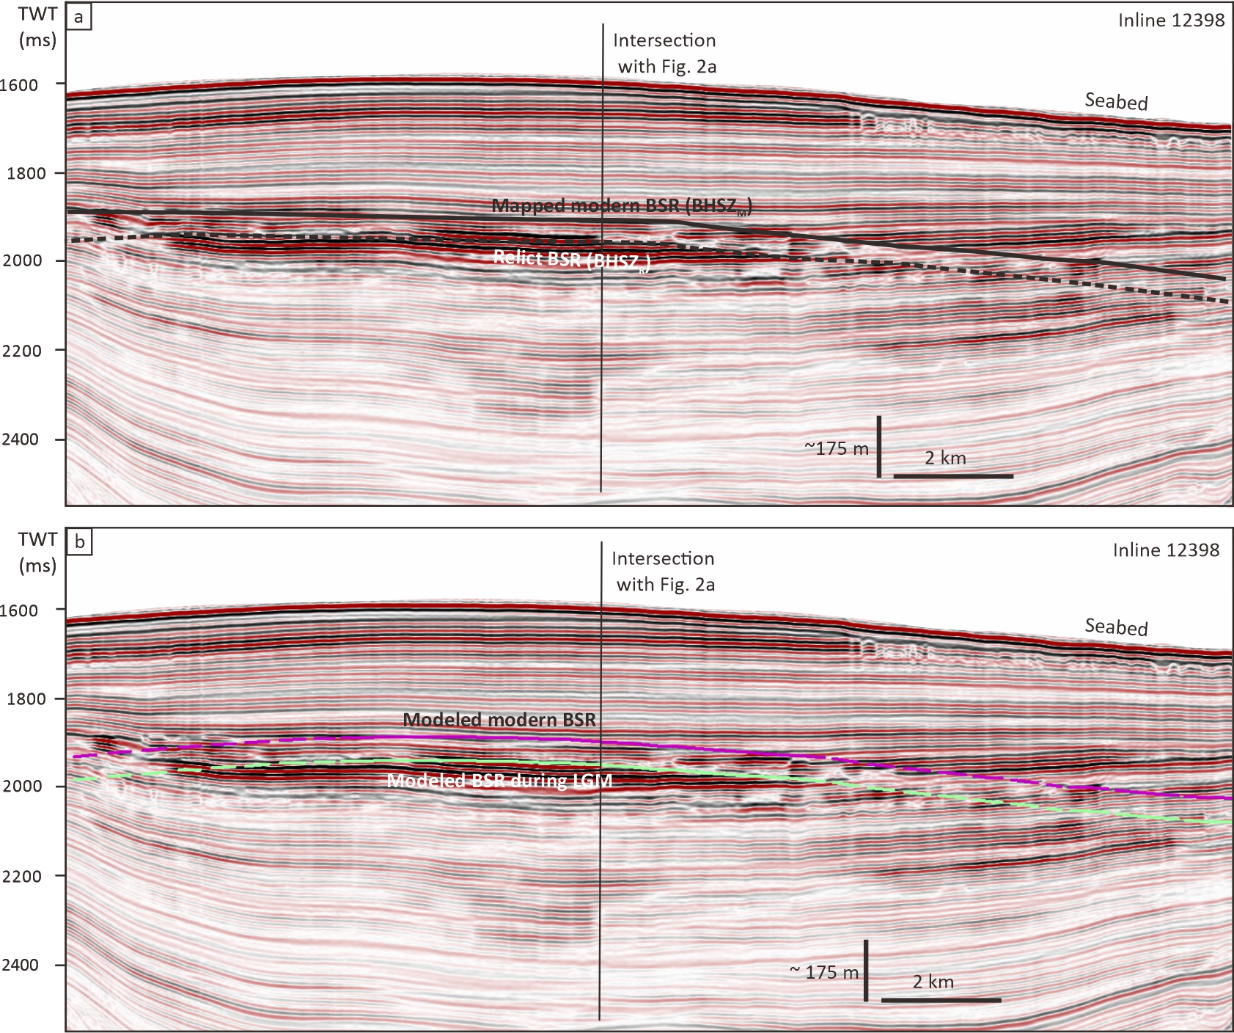 TWT
(ms)
a
Inline 12398
Intersection
with Fig. 2a
1600
Seabed
1800
Mapped modern BSR (BHSZM)
2000
Relict BSR (BHSZR)
2200
2400
~175 m
2 km
TWT
(ms)
b
Inline 12398
Intersection
with Fig. 2a
1600
Seabed
1800
Modeled modern BSR
2000
Modeled BSR during LGM
2200
2400
~ 175 m
2 km